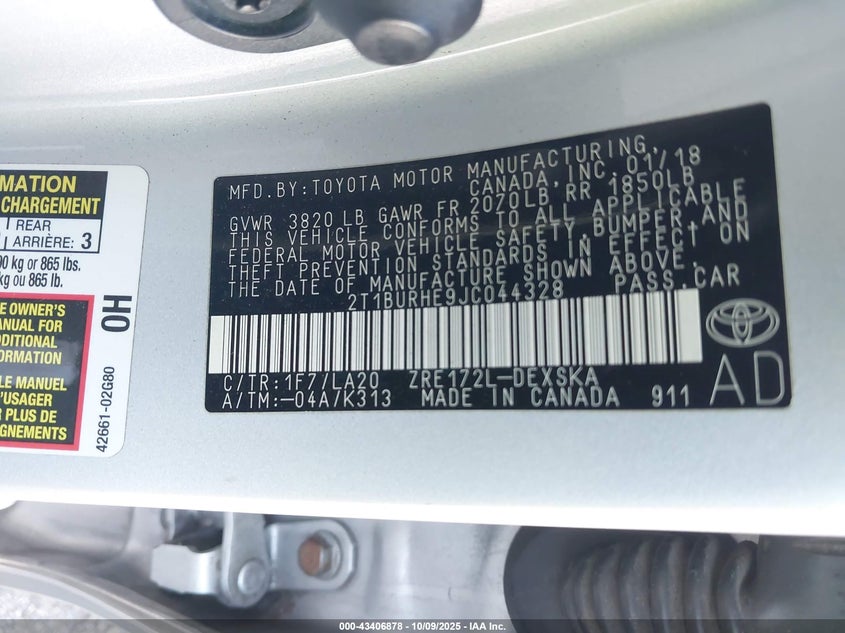 MATION
CHARGEMENT
REAR
ARRIÈRE: 3
90 kg or 865 lbs.
kg ou 865 lb.
E OWNER'S
ANUAL FOR
DDITIONAL
FORMATION
LE MANUEL
'USAGER
R PLUS DE
GNEMENTS
OH
42661-02G80
MFD. BY: TOYOTA MOTOR MANUFACTURING,
CANADA, INC. 01/18
GVWR 3820 LB GAWR FR 2070LB, RR 1850LB
THIS VEHICLE CONFORMS TO ALL APPLICABLE
FEDERAL MOTOR VEHICLE SAFETY, BUMPER, AND
THEFT PREVENTION STANDARDS IN EFFECT ON
THE DATE OF MANUFACTURE SHOWN ABOVE.
2T1BURHE9JC044328 PASS. CAR
C/TR: 1F7/LA20 ZRE172L-DEXSKA
A/TM: -04A/K313 MADE IN CANADA 911
AD
000-43406878 - 10/09/2025 - IAA Inc.